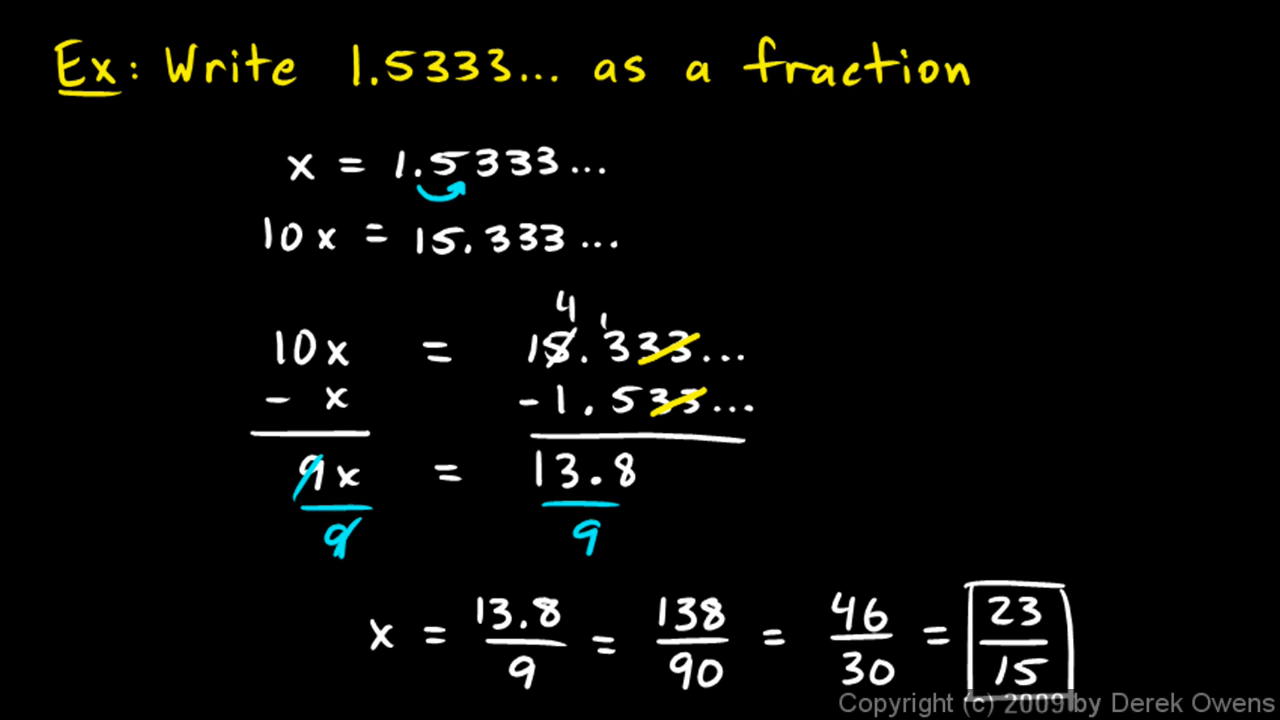 Ex: Write 1.5333... as a fraction
x = 1.5333...
10x = 15.333...
4 1
10x = 15.333...
- x -1.533...
9x = 13.8
9 9
x = 13.8/9 = 138/90 = 46/30 = 23/15
Copyright (c) 2009 by Derek Owens